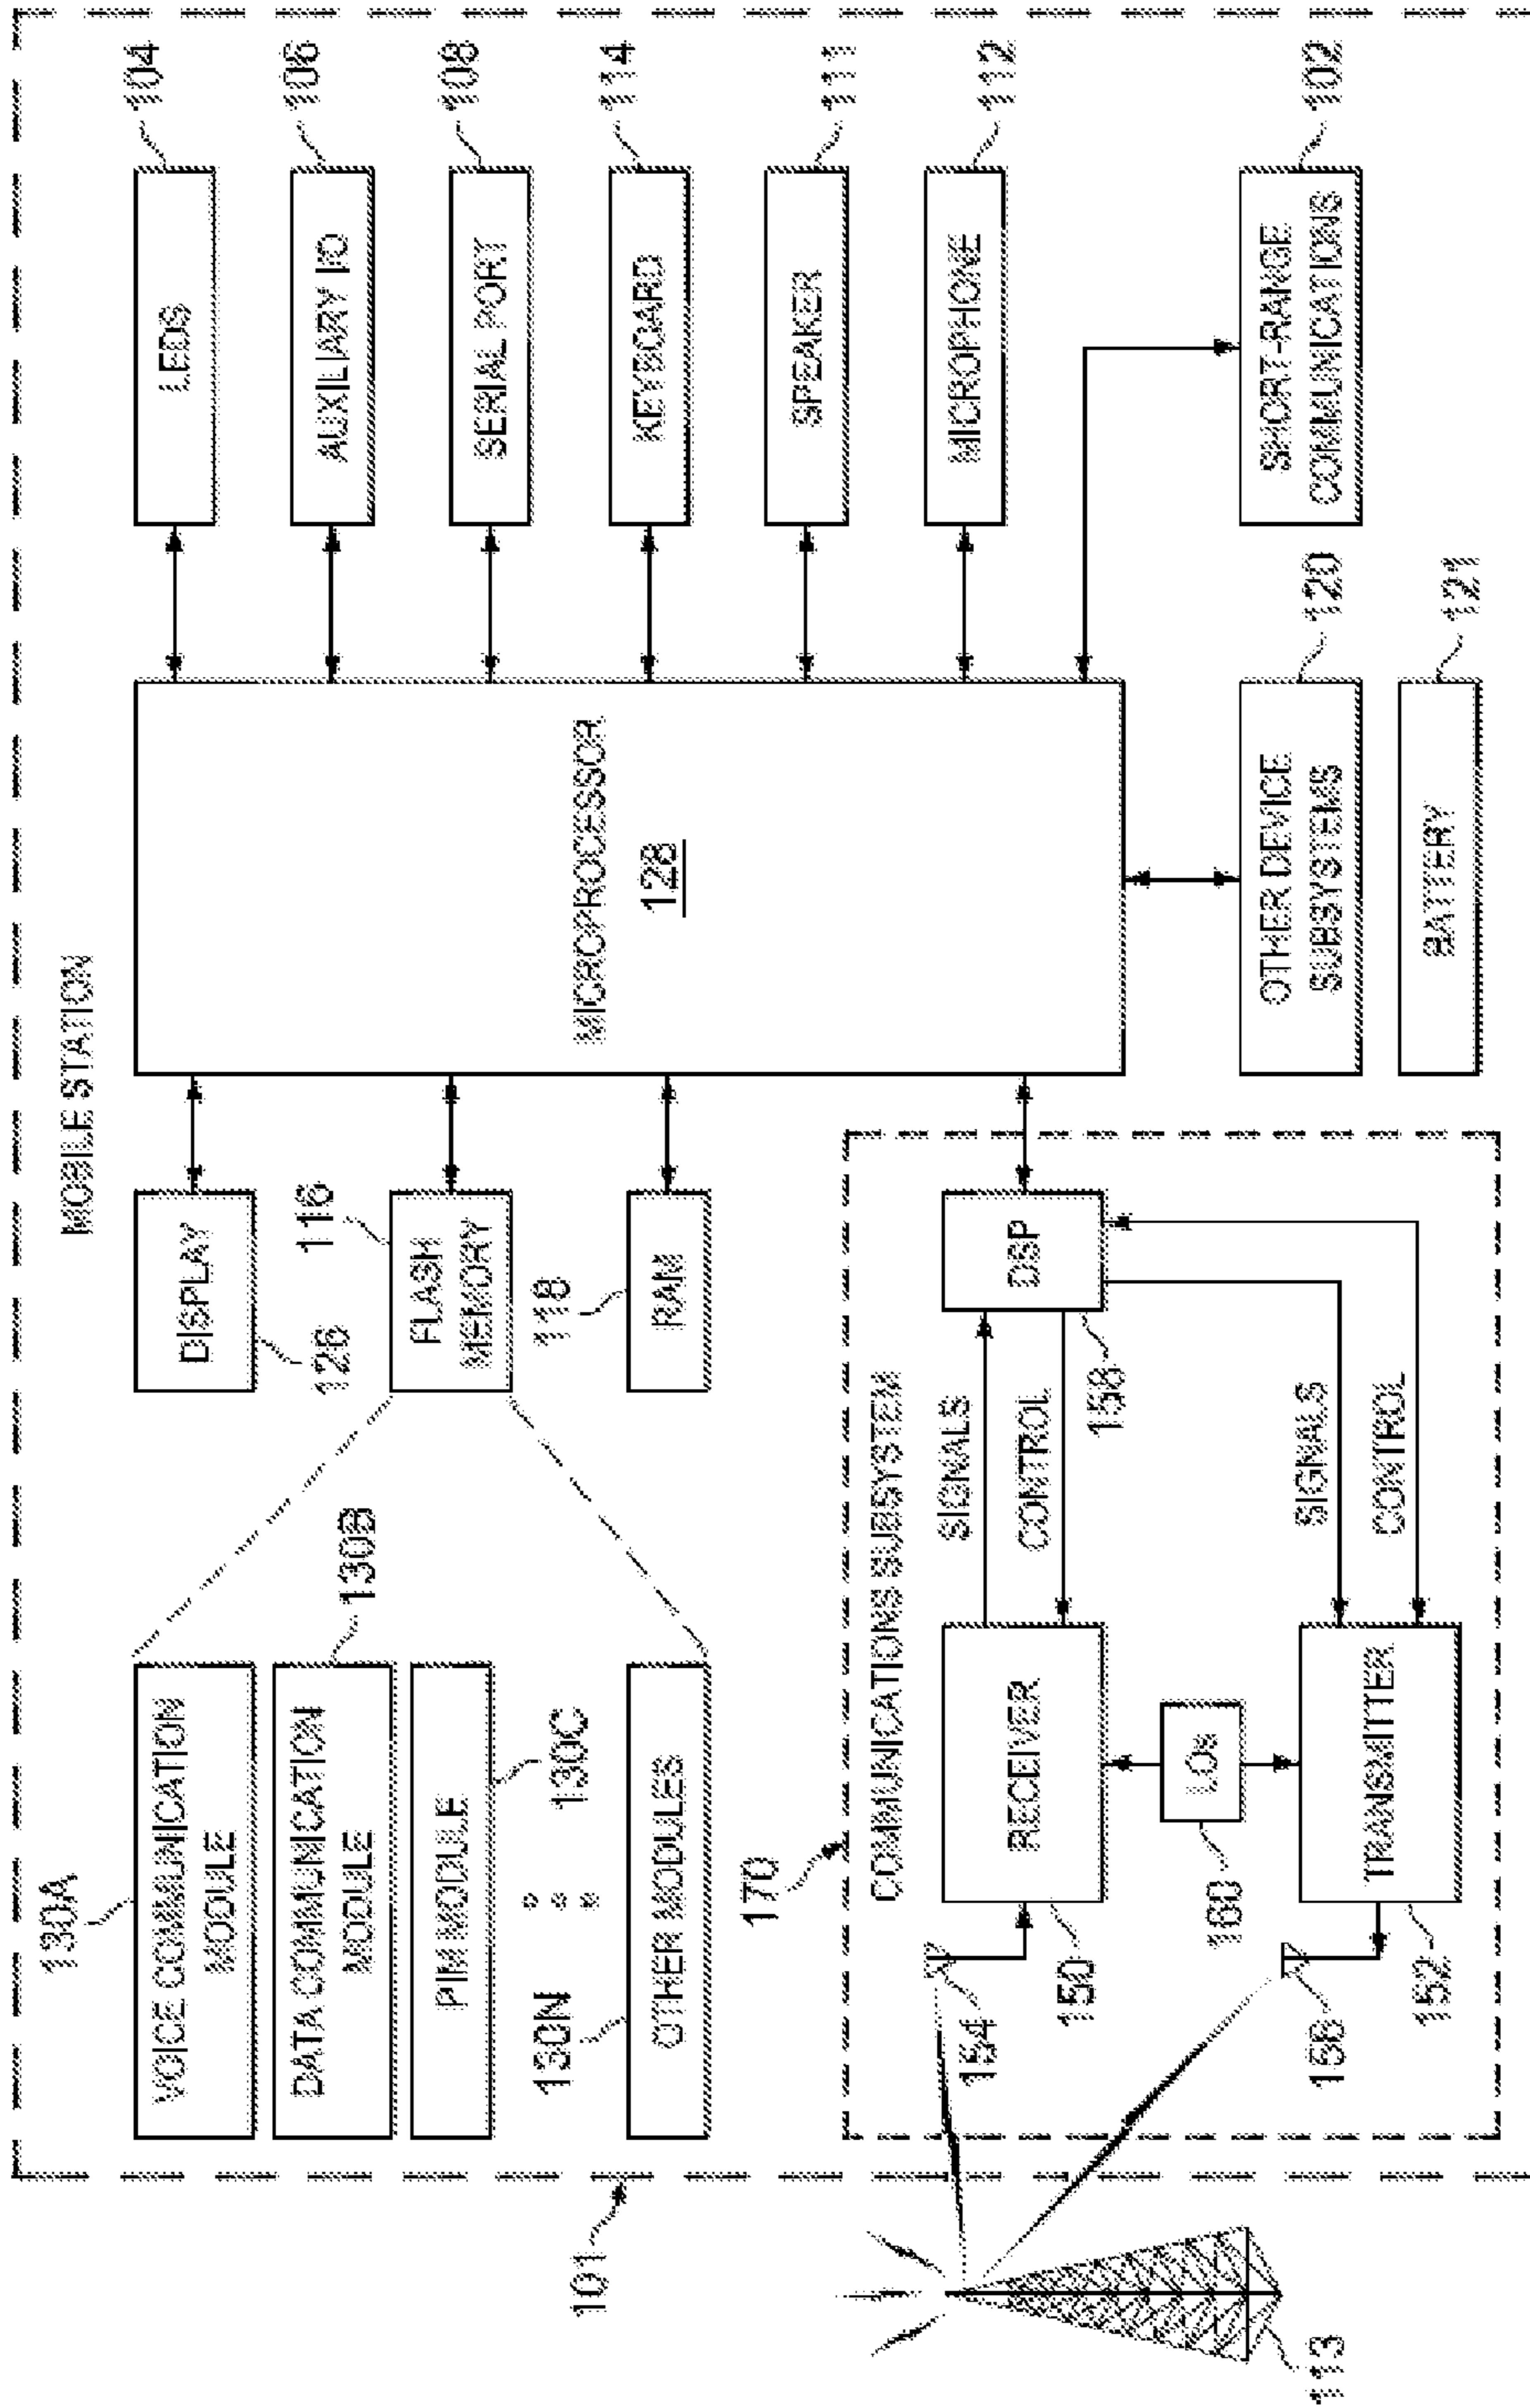 MOBILE STATION
101
130A
VOICE COMMUNICATION
MODULE
DATA COMMUNICATION
MODULE
130B
PIM MODULE
130C
130N
OTHER MODULES
DISPLAY
126
116
FLASH
MEMORY
118
RAM
MICROPROCESSOR
128
LEDS
104
AUXILIARY I/O
106
SERIAL PORT
108
KEYBOARD
114
SPEAKER
111
MICROPHONE
112
SHORT-RANGE
COMMUNICATIONS
102
OTHER DEVICE
SUBSYSTEMS
120
BATTERY
121
170
COMMUNICATIONS SUBSYSTEM
154
RECEIVER
150
SIGNALS
CONTROL
DSP
158
LOs
160
156
TRANSMITTER
152
SIGNALS
CONTROL
113